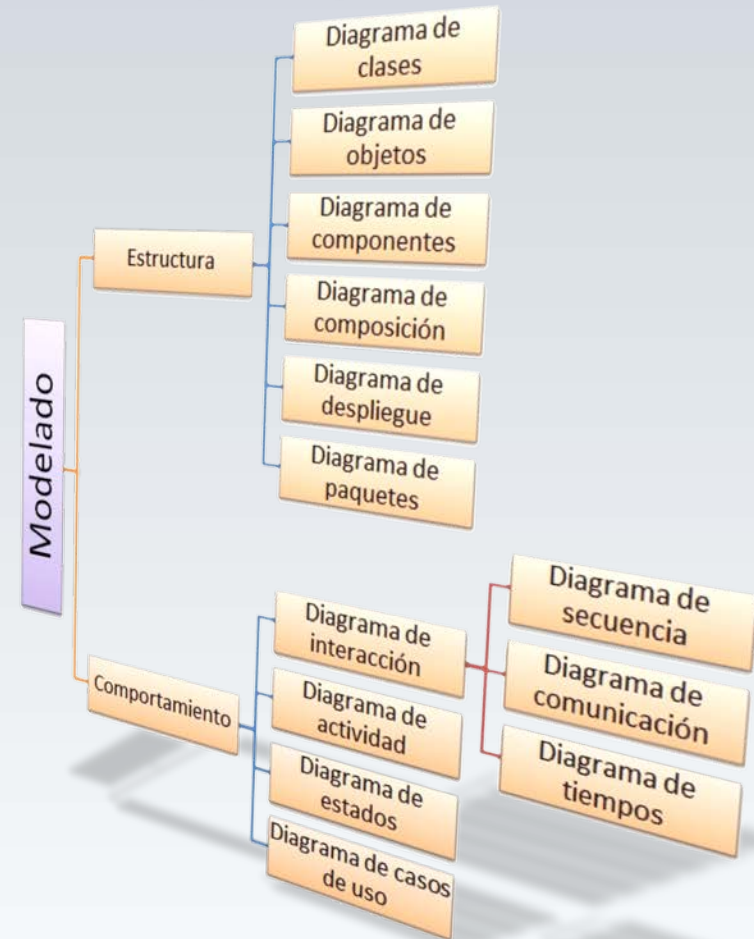 Modelado
Estructura
Diagrama de
clases
Diagrama de
objetos
Diagrama de
componentes
Diagrama de
composición
Diagrama de
despliegue
Diagrama de
paquetes
Comportamiento
Diagrama de
interacción
Diagrama de
secuencia
Diagrama de
comunicación
Diagrama de
tiempos
Diagrama de
actividad
Diagrama de
estados
Diagrama de casos
de uso